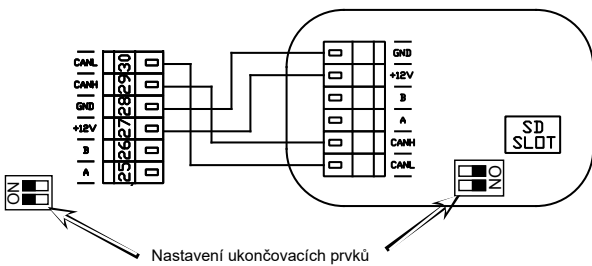 CANL 30
CANH 29
GND 28
+12V 27
B 26
A 25
GND
+12V
B
A
CANH
CANL
SD
SLOT
ON
ON
Nastavení ukončovacích prvků